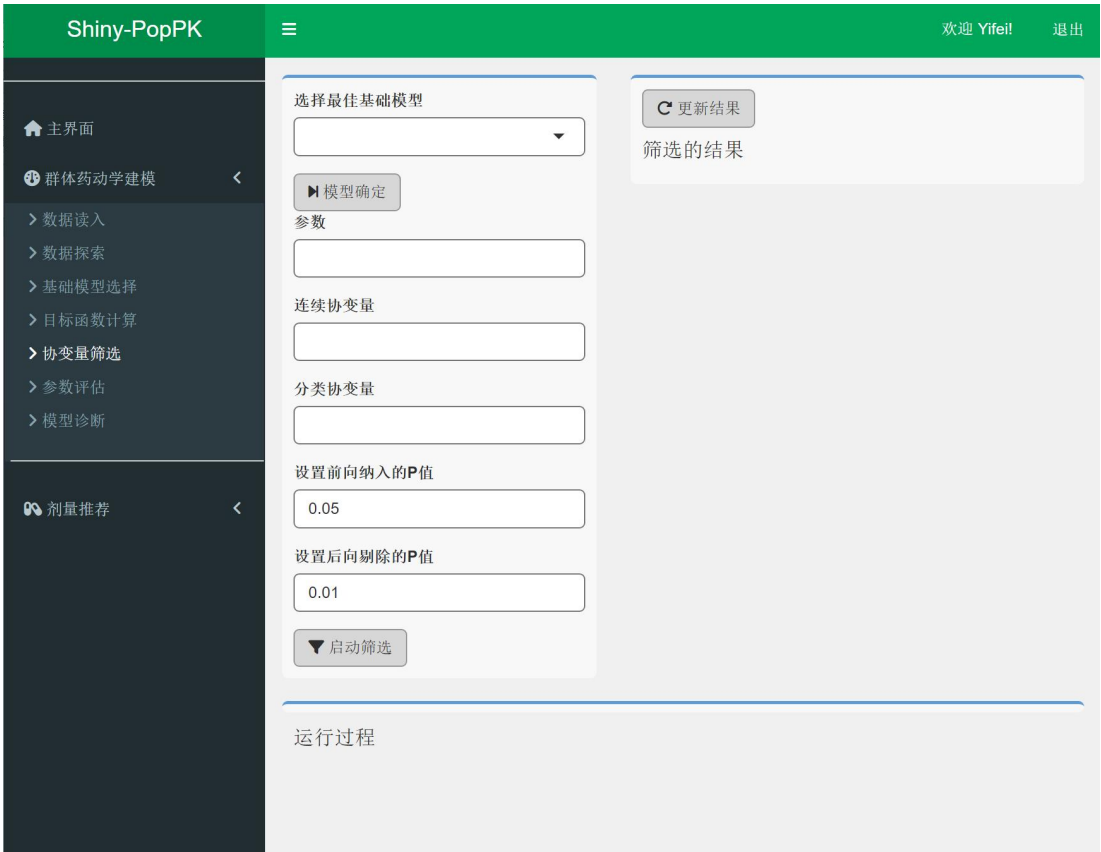 Shiny-PopPK
欢迎 Yifei!
退出
主界面
群体药动学建模
数据读入
数据探索
基础模型选择
目标函数计算
协变量筛选
参数评估
模型诊断
剂量推荐
选择最佳基础模型
模型确定
参数
连续协变量
分类协变量
设置前向纳入的P值
0.05
设置后向剔除的P值
0.01
启动筛选
更新结果
筛选的结果
运行过程